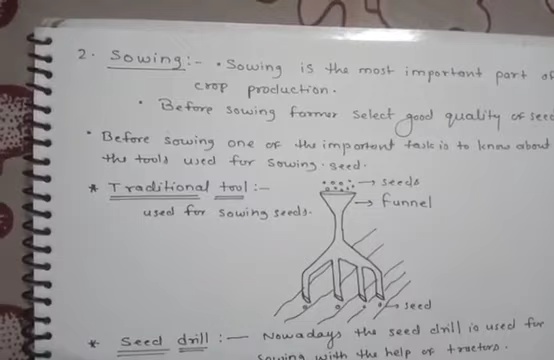 2. Sowing:- • Sowing is the most important part of
crop production.
• Before sowing farmer select good quality of seed
• Before sowing one of the important task is to know about
the tools used for sowing seed.
* Traditional tool :-
used for sowing seeds.
→ seeds
→ funnel
→ seed
* Seed drill :— Nowadays the seed drill is used for
sowing with the help of tractors.